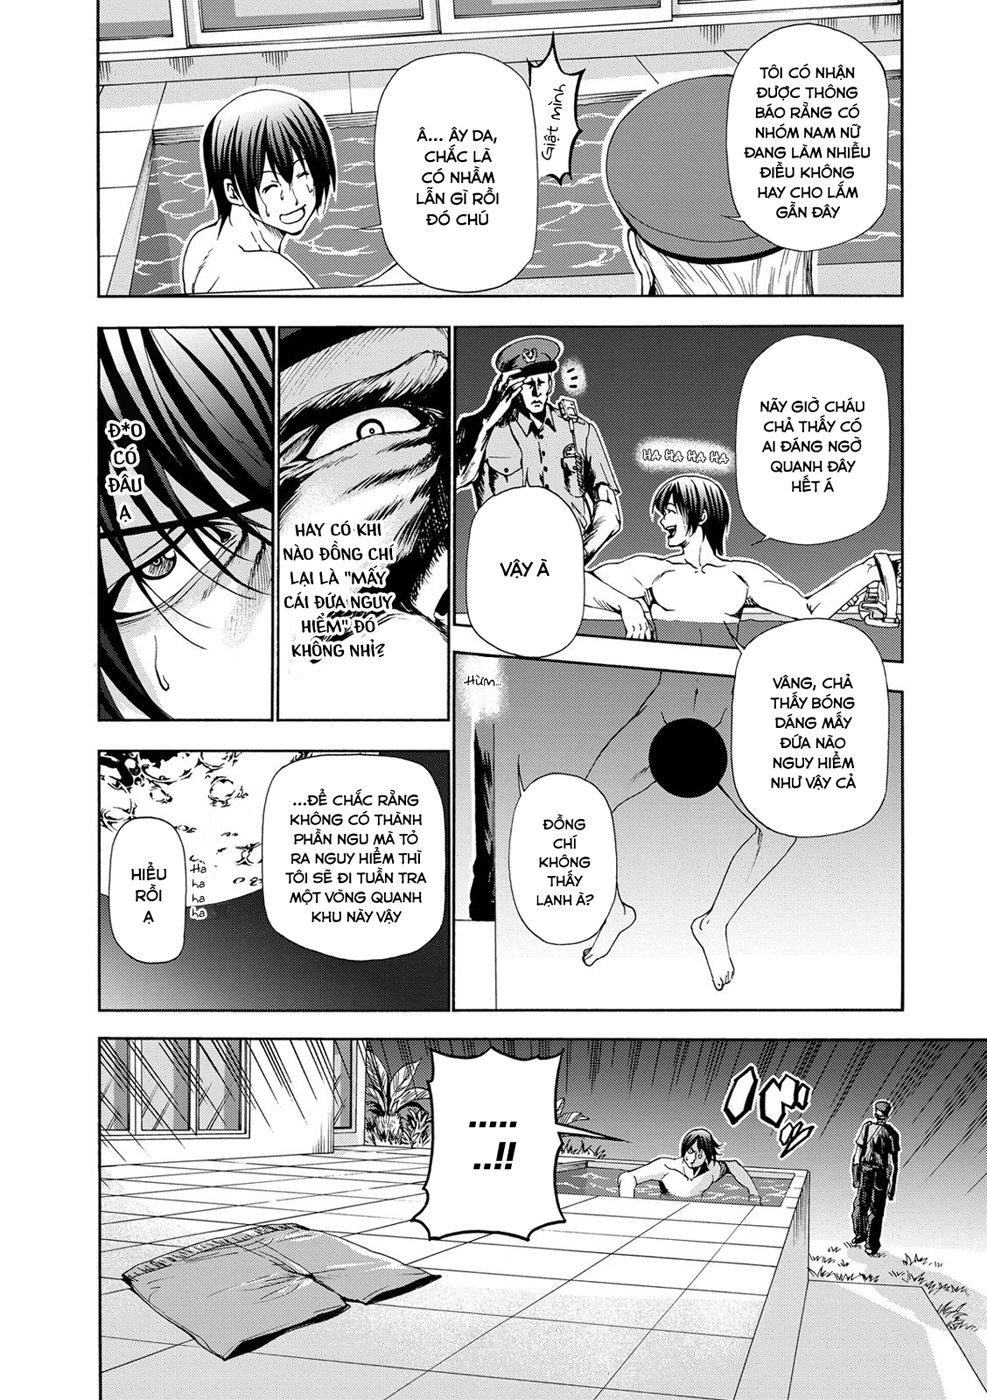 TÔI CÓ NHẬN
ĐƯỢC THÔNG
BÁO RẰNG CÓ
NHÓM NAM NỮ
ĐANG LÀM NHIỀU
ĐIỀU KHÔNG
HAY CHO LẮM
GẦN ĐÂY
Giật mình
Â... ÂY DA,
CHẮC LÀ
CÓ NHẦM
LẪN GÌ RỒI
ĐÓ CHÚ
NÃY GIỜ CHÁU
CHẢ THẤY CÓ
AI ĐÁNG NGỜ
QUANH ĐÂY
HẾT Á
HA HA HA HA
VẬY À
HAY CÓ KHI
NÀO ĐỒNG CHÍ
LẠI LÀ "MẤY
CÁI ĐỨA NGUY
HIỂM" ĐÓ
KHÔNG NHỈ?
Đ*O
CÓ
ĐÂU
Ạ
VÂNG, CHẢ
THẤY BÓNG
DÁNG MẤY
ĐỨA NÀO
NGUY HIỂM
NHƯ VẬY CẢ
Hừm...
ĐỒNG
CHÍ
KHÔNG
THẤY
LẠNH À?
...ĐỂ CHẮC RẰNG
KHÔNG CÓ THÀNH
PHẦN NGU MÀ TỎ
RA NGUY HIỂM THÌ
TÔI SẼ ĐI TUẦN TRA
MỘT VÒNG QUANH
KHU NÀY VẬY
Ha
ha
ha
ha
HIỂU
RỒI
Ạ
.....
..!!